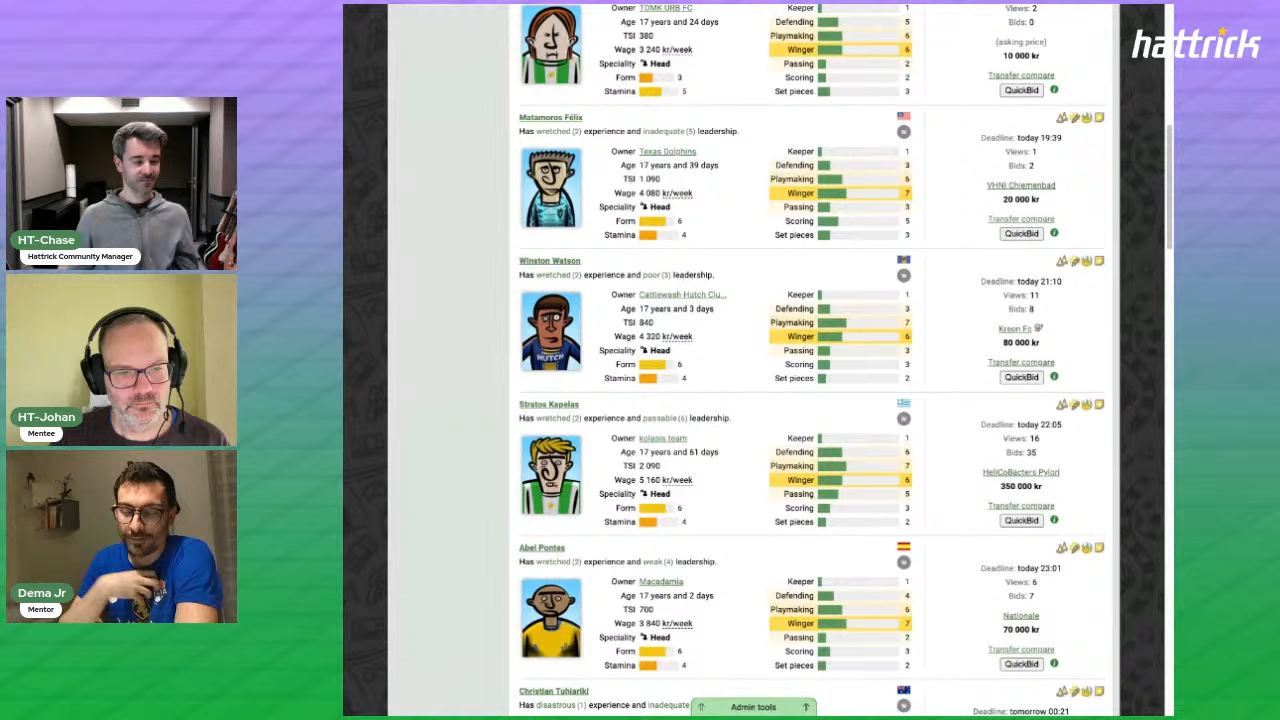 Owner TDMK URB FC
Age 17 years and 24 days
TSI 380
Wage 3 240 kr/week
Speciality Head
Form 3
Stamina 5
Keeper 1
Defending 5
Playmaking 6
Winger 6
Passing 2
Scoring 2
Set pieces 3
Views: 2
Bids: 0
(asking price)
10 000 kr
Transfer compare
QuickBid
hattrick
Matamoros Félix
Has wretched (2) experience and inadequate (5) leadership.
Owner Texas Dolphins
Age 17 years and 39 days
TSI 1 090
Wage 4 080 kr/week
Speciality Head
Form 6
Stamina 4
Keeper 1
Defending 3
Playmaking 6
Winger 7
Passing 3
Scoring 5
Set pieces 3
W
Deadline: today 19:39
Views: 1
Bids: 2
VHNI Chiemenbad
20 000 kr
Transfer compare
QuickBid
Winston Watson
Has wretched (2) experience and poor (3) leadership.
Owner Cattlewash Hutch Clu...
Age 17 years and 3 days
TSI 840
Wage 4 320 kr/week
Speciality Head
Form 6
Stamina 4
HUTCH
Keeper 1
Defending 3
Playmaking 7
Winger 6
Passing 3
Scoring 3
Set pieces 2
W
Deadline: today 21:10
Views: 11
Bids: 8
Kreon Fc
80 000 kr
Transfer compare
QuickBid
Stratos Kapelas
Has wretched (2) experience and passable (6) leadership.
Owner kolasis team
Age 17 years and 61 days
TSI 2 090
Wage 5 160 kr/week
Speciality Head
Form 6
Stamina 4
Keeper 1
Defending 6
Playmaking 7
Winger 6
Passing 5
Scoring 3
Set pieces 2
W
Deadline: today 22:05
Views: 16
Bids: 35
HeliCoBacters Pylori
350 000 kr
Transfer compare
QuickBid
Abel Pontes
Has wretched (2) experience and weak (4) leadership.
Owner Macadamia
Age 17 years and 2 days
TSI 700
Wage 3 840 kr/week
Speciality Head
Form 6
Stamina 4
Keeper 1
Defending 4
Playmaking 6
Winger 7
Passing 2
Scoring 3
Set pieces 2
W
Deadline: today 23:01
Views: 6
Bids: 7
Nationale
70 000 kr
Transfer compare
QuickBid
Christian Tuhiariki
Has disastrous (1) experience and inadequate
W
Deadline: tomorrow 00:21
Admin tools
HT-Chase
Hattrick Community Manager
HT-Johan
Mentee
Dema Jr
Mentor